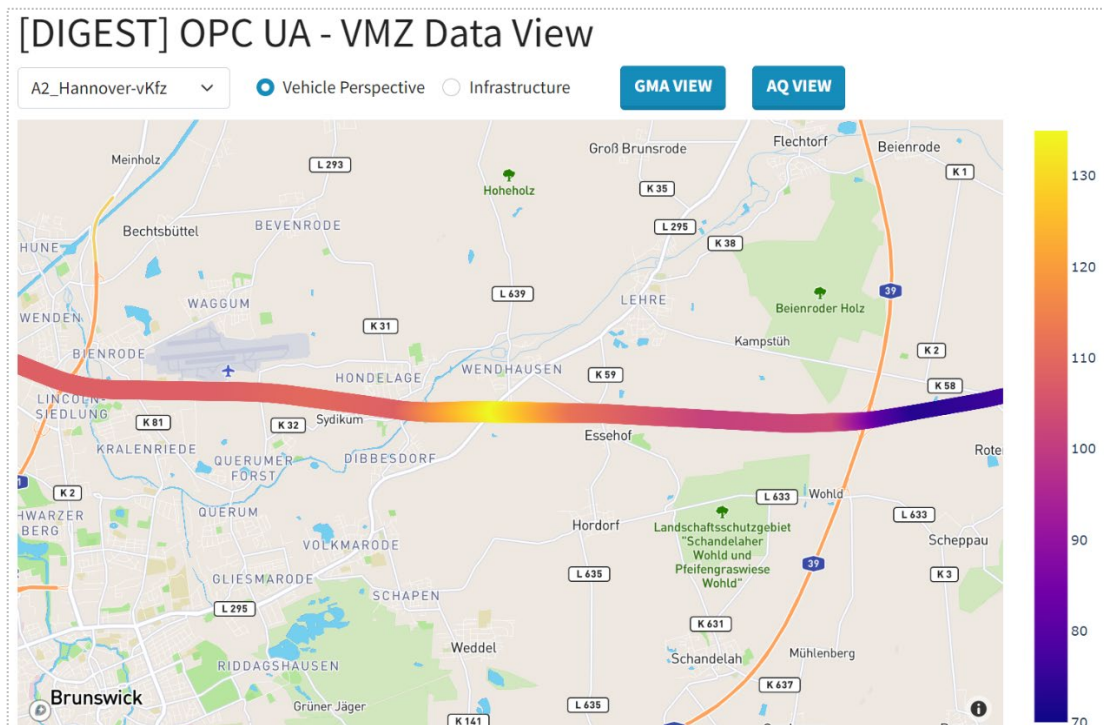 [DIGEST] OPC UA - VMZ Data View
A2_Hannover-vKfz
Vehicle Perspective
Infrastructure
GMA VIEW
AQ VIEW
Meinholz
L 293
Groß Brunsrode
Flechtorf
Beienrode
K 1
Hoheholz
K 35
130
Bechtsbüttel
BEVENRODE
L 295
K 38
HUNE
120
WAGGUM
L 639
LEHRE
39
Beienroder Holz
WENDEN
K 31
Kampstüh
K 2
110
BIENRODE
HONDELAGE
WENDHAUSEN
K 59
K 58
LINCOLN-
SIEDLUNG
K 81
K 32
Sydikum
Essehof
100
KRALENRIEDE
QUERUMER
FORST
DIBBESDORF
Rote
K 2
L 633
Wohld
HWARZER
BERG
QUERUM
Hordorf
Landschaftsschutzgebiet
"Schandelaher
Wohld und
Pfeifengraswiese
Wohld"
L 633
Scheppau
90
VOLKMARODE
39
GLIESMARODE
L 635
K 3
SCHAPEN
L 295
K 631
80
Weddel
Schandelah
Mühlenberg
RIDDAGSHAUSEN
K 637
Brunswick
Grüner Jäger
L 635
K 141
70